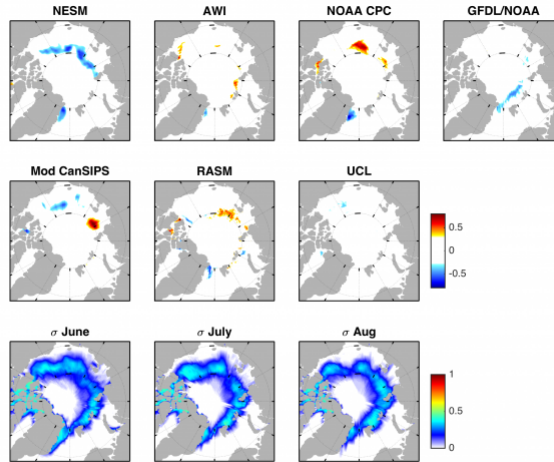 NESM AWI NOAA CPC GFDL/NOAA
Mod CanSIPS RASM UCL
0.5
0
-0.5
σ June σ July σ Aug
1
0.5
0